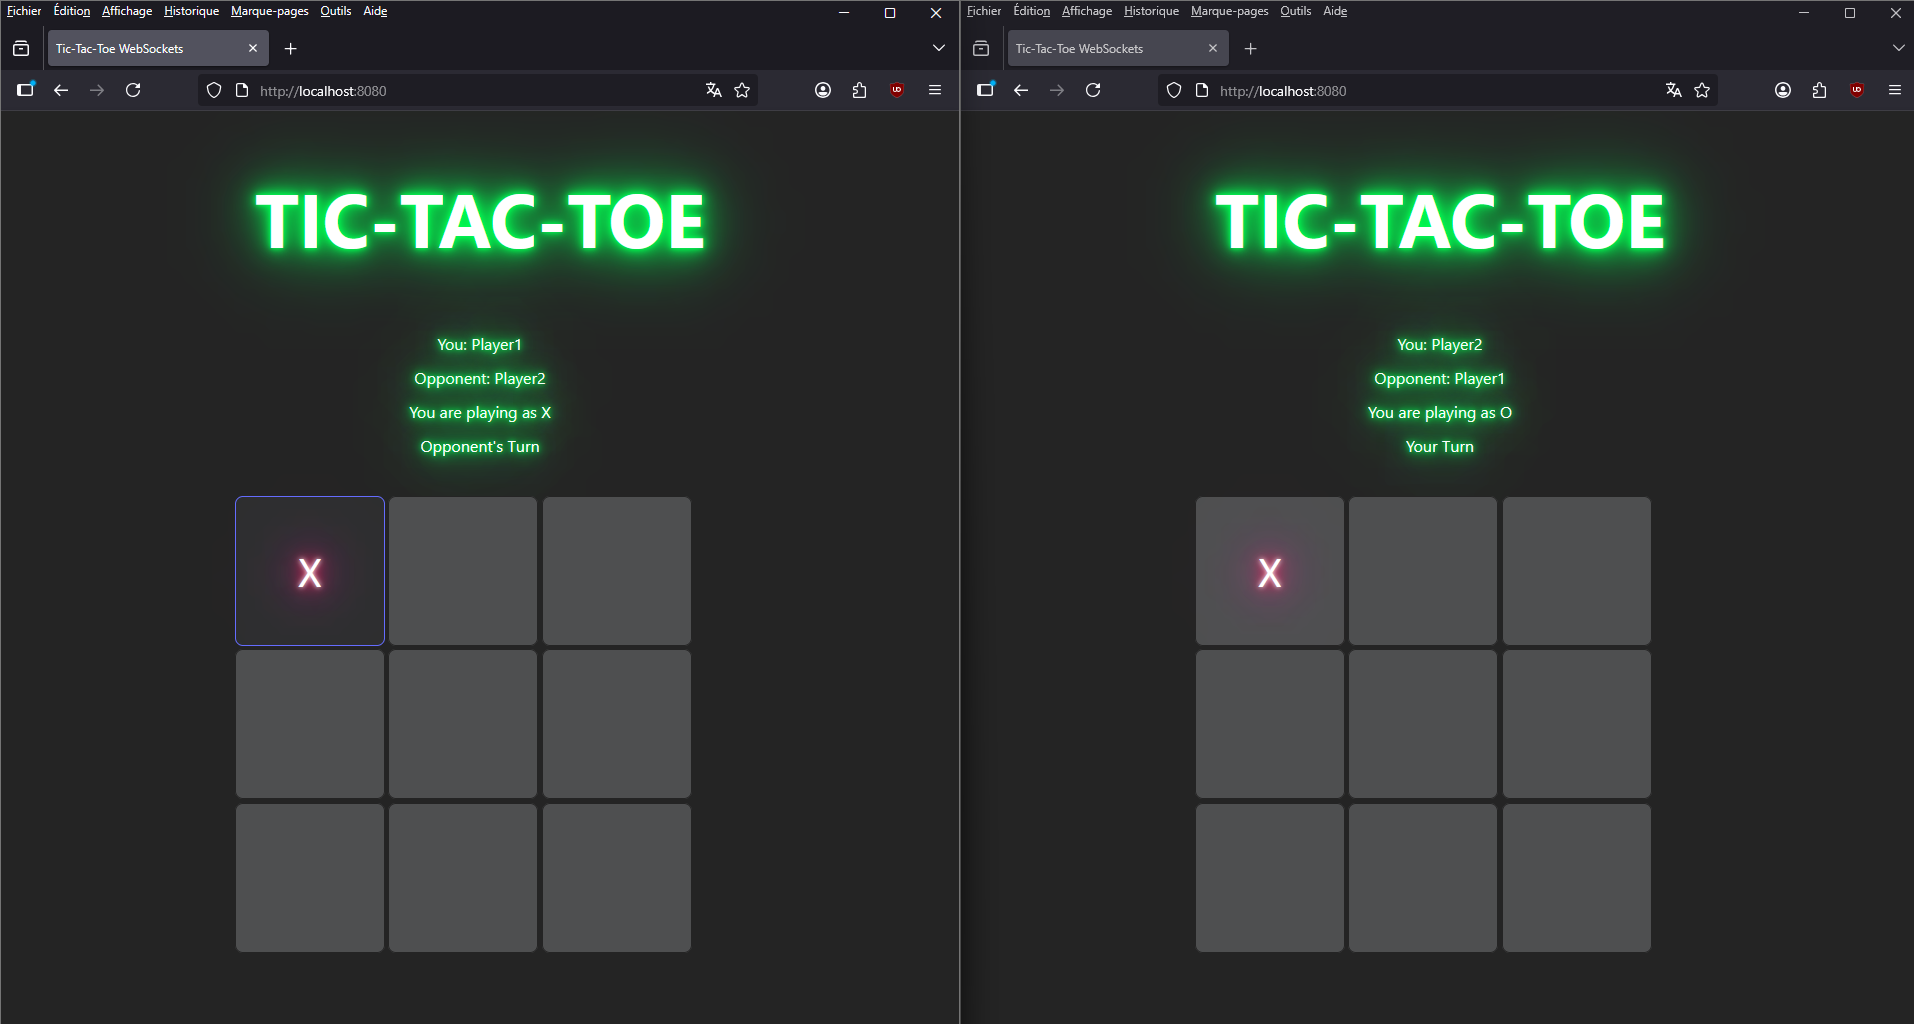 Fichier Édition Affichage Historique Marque-pages Outils Aide
Tic-Tac-Toe WebSockets
http://localhost:8080
TIC-TAC-TOE
You: Player1
Opponent: Player2
You are playing as X
Opponent's Turn
X
Fichier Édition Affichage Historique Marque-pages Outils Aide
Tic-Tac-Toe WebSockets
http://localhost:8080
TIC-TAC-TOE
You: Player2
Opponent: Player1
You are playing as O
Your Turn
X